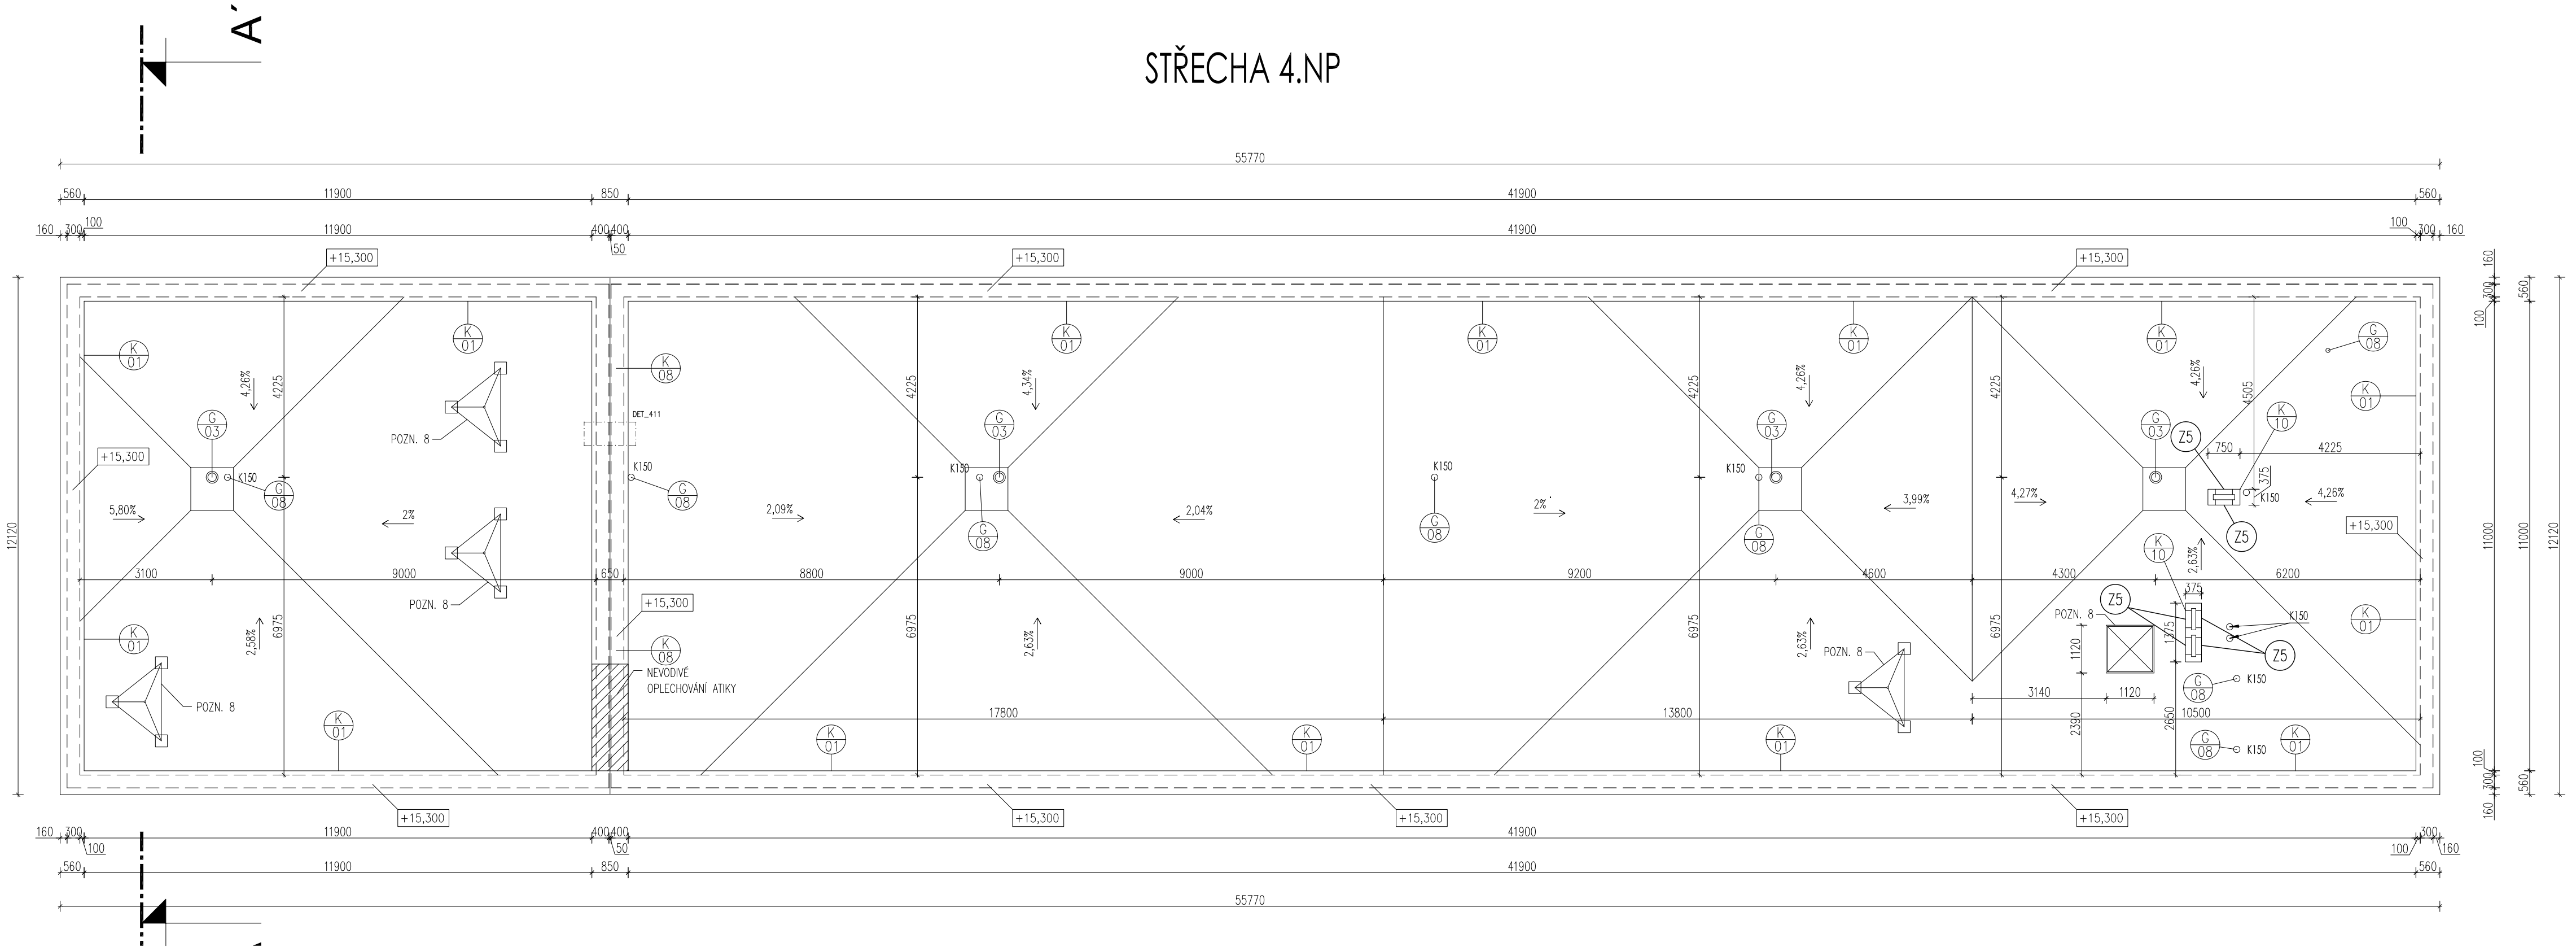 A´
STŘECHA 4.NP
55770
560
11900
850
41900
560
160
300
100
11900
400
400
50
41900
100
300
160
+15,300
+15,300
+15,300
160
300
100
560
12120
11000
11000
12120
K
01
K
01
K
08
K
01
K
01
K
01
K
01
G
08
K
01
4,26%
4225
4225
4,34%
4225
4,26%
4225
4,26%
4505
POZN. 8
DET_411
G
03
G
03
G
03
G
03
Z5
K
10
750
4225
375
+15,300
K150
G
08
K150
G
08
K150
G
08
K150
G
08
K150
G
08
K150
Z5
5,80%
2%
2,09%
2,04%
2%
3,99%
4,27%
4,26%
+15,300
K
10
2,63%
3100
9000
650
8800
9000
9200
4600
4300
6200
POZN. 8
+15,300
375
Z5
POZN. 8
K150
K
01
2,58%
6975
K
08
6975
2,63%
6975
2,63%
6975
1120
1375
K
01
Z5
POZN. 8
NEVODIVÉ
OPLECHOVÁNÍ ATIKY
POZN. 8
G
08
K150
3140
1120
17800
13800
10500
2390
2650
K
01
K
01
K
01
K
01
G
08
K150
K
01
100
300
160
560
+15,300
+15,300
+15,300
+15,300
160
300
100
11900
400
400
50
41900
100
300
160
560
11900
850
41900
560
55770